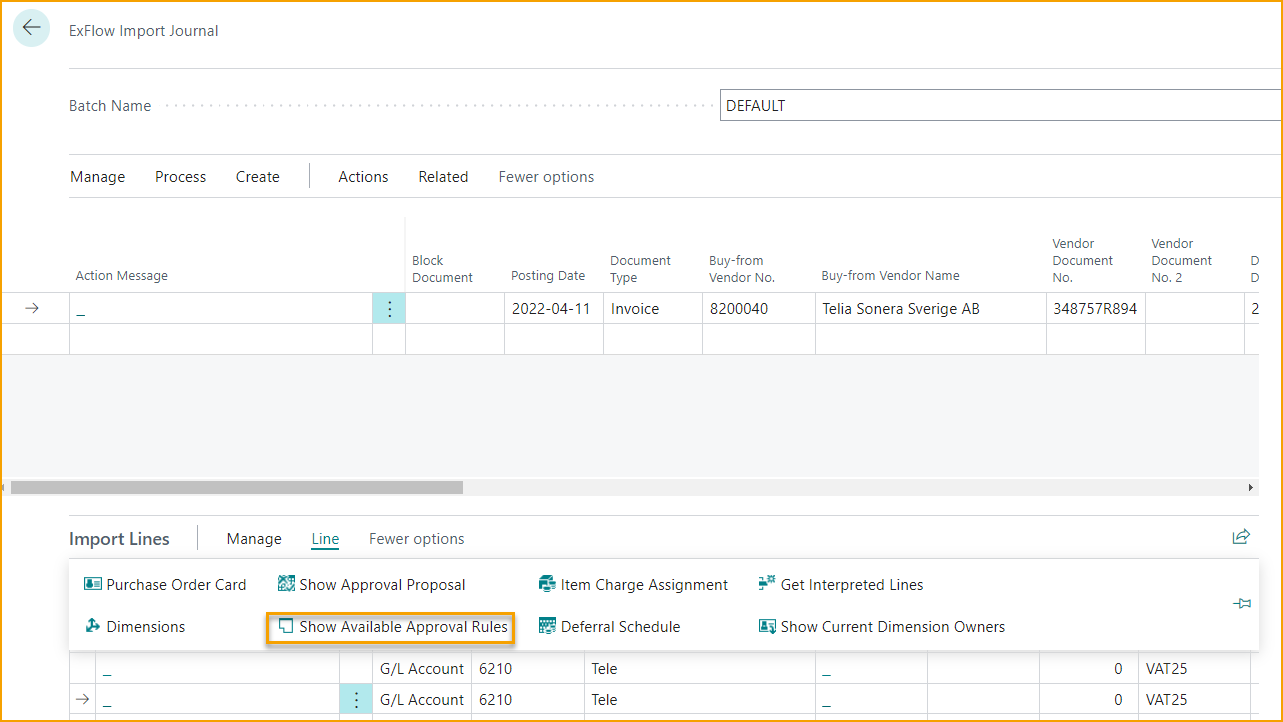 ExFlow Import Journal
Batch Name DEFAULT
Manage Process Create Actions Related Fewer options
Action Message Block Document Posting Date Document Type Buy-from Vendor No. Buy-from Vendor Name Vendor Document No. Vendor Document No. 2 D D
_ 2022-04-11 Invoice 8200040 Telia Sonera Sverige AB 348757R894 2
Import Lines Manage Line Fewer options
Purchase Order Card Show Approval Proposal Item Charge Assignment Get Interpreted Lines
Dimensions Show Available Approval Rules Deferral Schedule Show Current Dimension Owners
_ G/L Account 6210 Tele _ 0 VAT25
_ G/L Account 6210 Tele _ 0 VAT25